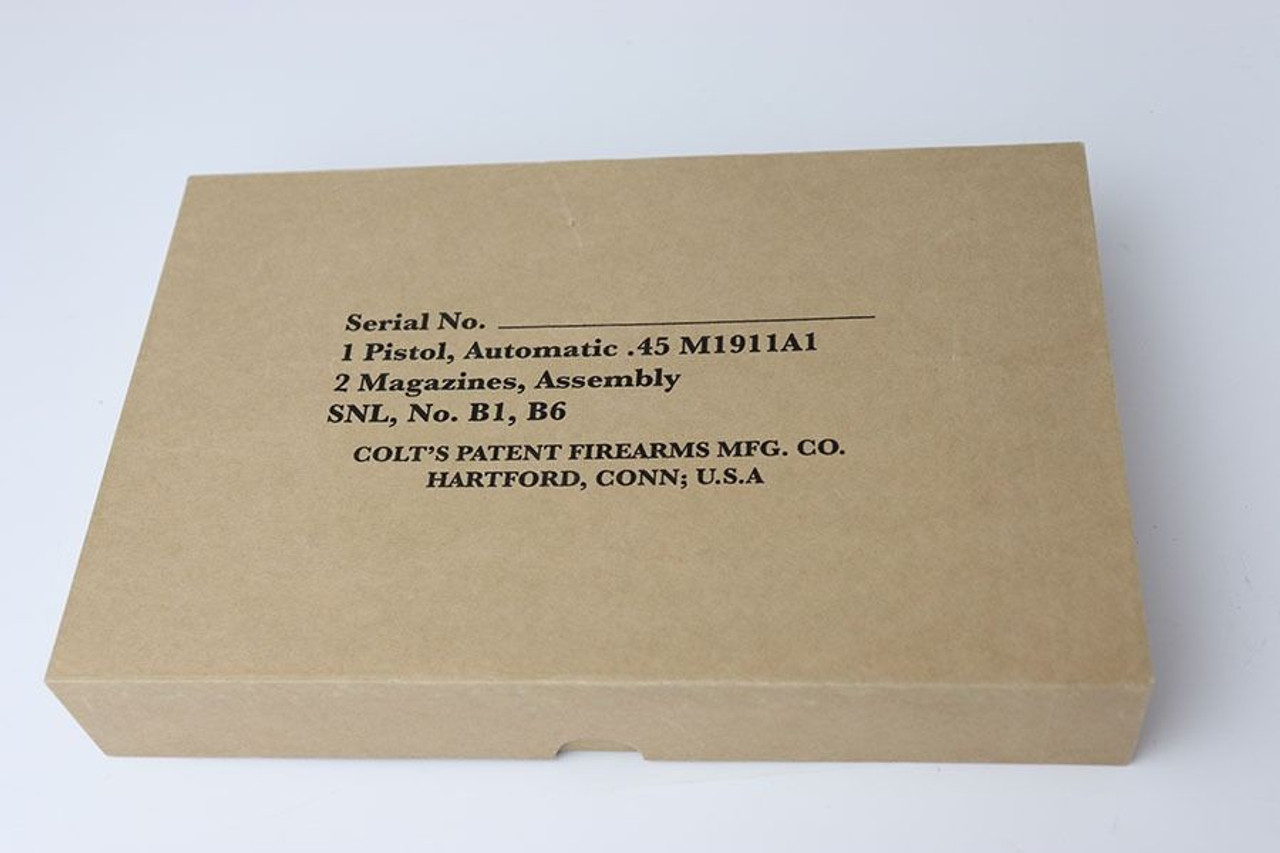 Serial No. ____________________
1 Pistol, Automatic .45 M1911A1
2 Magazines, Assembly
SNL, No. B1, B6
COLT'S PATENT FIREARMS MFG. CO.
HARTFORD, CONN; U.S.A